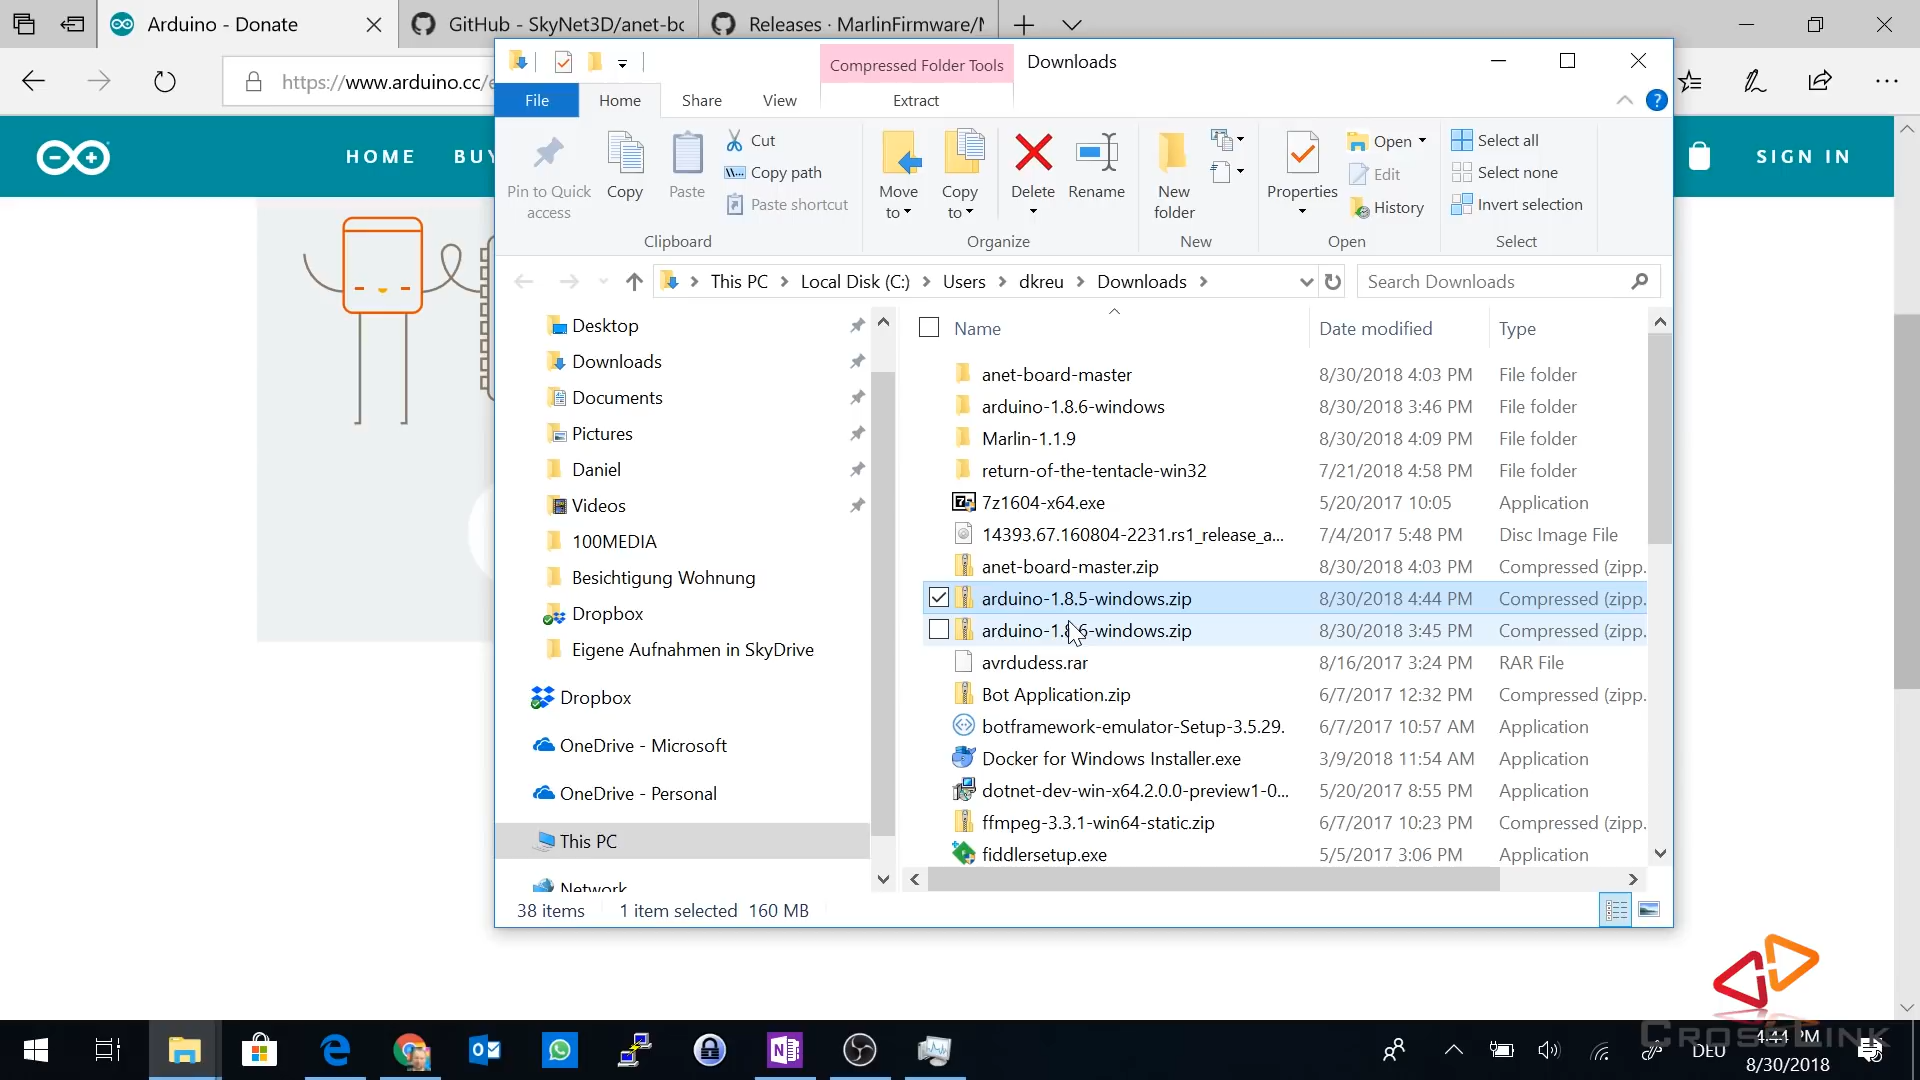 Arduino - Donate
GitHub - SkyNet3D/anet-bo
Releases · MarlinFirmware/M
https://www.arduino.cc/e
HOME
BUY
SIGN IN
Compressed Folder Tools
Downloads
File
Home
Share
View
Extract
Pin to Quick
access
Copy
Paste
Cut
Copy path
Paste shortcut
Clipboard
Move
to
Copy
to
Delete
Rename
Organize
New
folder
New
Properties
Open
Edit
History
Open
Select all
Select none
Invert selection
Select
This PC
Local Disk (C:)
Users
dkreu
Downloads
Search Downloads
Desktop
Downloads
Documents
Pictures
Daniel
Videos
100MEDIA
Besichtigung Wohnung
Dropbox
Eigene Aufnahmen in SkyDrive
Dropbox
OneDrive - Microsoft
OneDrive - Personal
This PC
Network
Name Date modified Type
anet-board-master 8/30/2018 4:03 PM File folder
arduino-1.8.6-windows 8/30/2018 3:46 PM File folder
Marlin-1.1.9 8/30/2018 4:09 PM File folder
return-of-the-tentacle-win32 7/21/2018 4:58 PM File folder
7z1604-x64.exe 5/20/2017 10:05 Application
14393.67.160804-2231.rs1_release_a... 7/4/2017 5:48 PM Disc Image File
anet-board-master.zip 8/30/2018 4:03 PM Compressed (zipp.
arduino-1.8.5-windows.zip 8/30/2018 4:44 PM Compressed (zipp.
arduino-1.8.6-windows.zip 8/30/2018 3:45 PM Compressed (zipp.
avrdudess.rar 8/16/2017 3:24 PM RAR File
Bot Application.zip 6/7/2017 12:32 PM Compressed (zipp.
botframework-emulator-Setup-3.5.29. 6/7/2017 10:57 AM Application
Docker for Windows Installer.exe 3/9/2018 11:54 AM Application
dotnet-dev-win-x64.2.0.0-preview1-0... 5/20/2017 8:55 PM Application
ffmpeg-3.3.1-win64-static.zip 6/7/2017 10:23 PM Compressed (zipp.
fiddlersetup.exe 5/5/2017 3:06 PM Application
38 items 1 item selected 160 MB
CROSSLINK
DEU
4:44 PM
8/30/2018